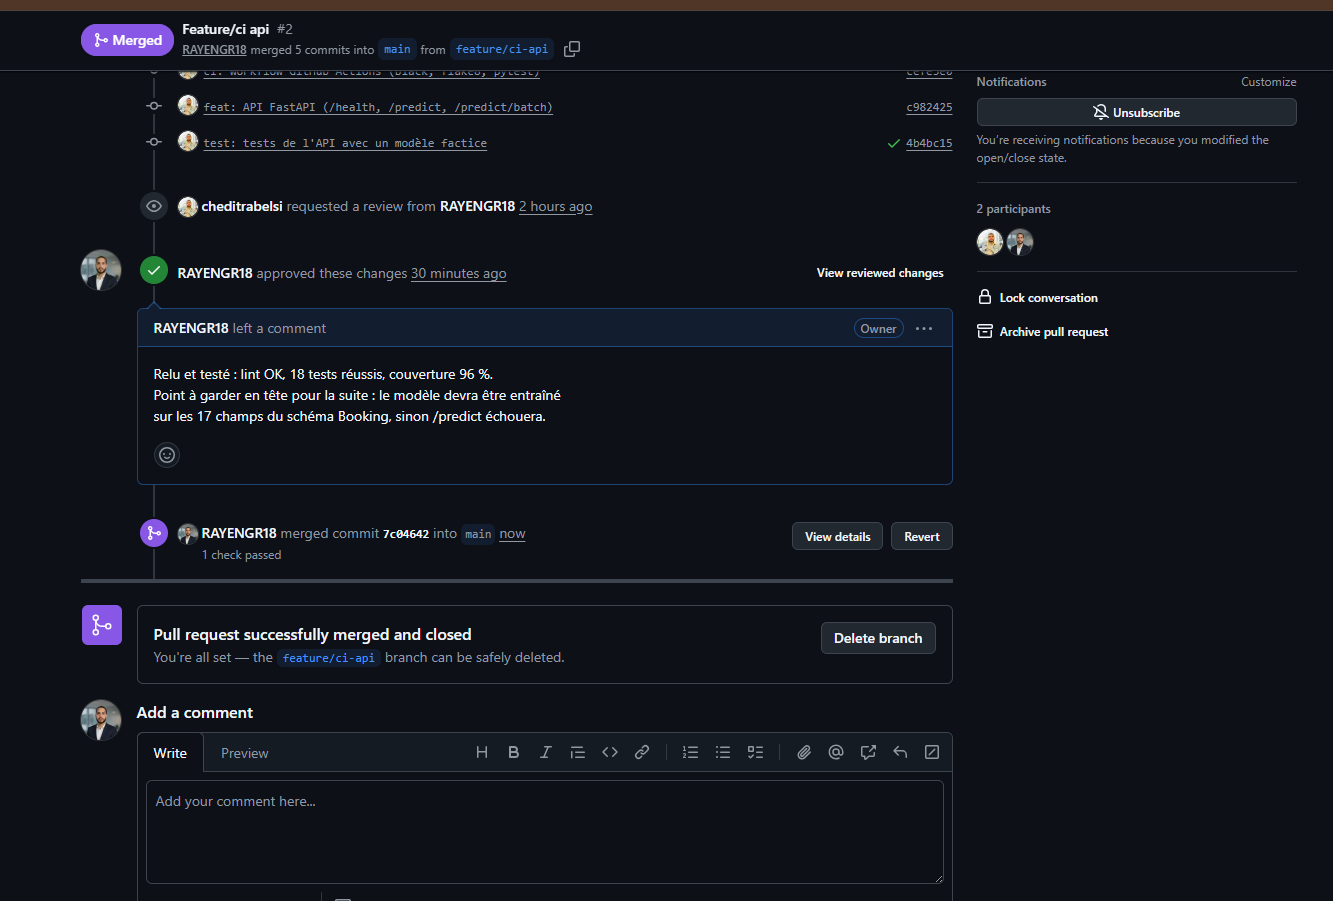 Merged
Feature/ci api #2
RAYENGR18 merged 5 commits into main from feature/ci-api
ci: workflow GitHub Actions (black, flake8, pytest)
feat: API FastAPI (/health, /predict, /predict/batch) c982425
test: tests de l'API avec un modèle factice 4b4bc15
cheditrabelsi requested a review from RAYENGR18 2 hours ago
RAYENGR18 approved these changes 30 minutes ago View reviewed changes
RAYENGR18 left a comment Owner
Relu et testé : lint OK, 18 tests réussis, couverture 96 %.
Point à garder en tête pour la suite : le modèle devra être entraîné
sur les 17 champs du schéma Booking, sinon /predict échouera.
RAYENGR18 merged commit 7c04642 into main now View details Revert
1 check passed
Pull request successfully merged and closed
You're all set — the feature/ci-api branch can be safely deleted.
Delete branch
Add a comment
Write Preview
Add your comment here...
Notifications Customize
Unsubscribe
You're receiving notifications because you modified the
open/close state.
2 participants
Lock conversation
Archive pull request